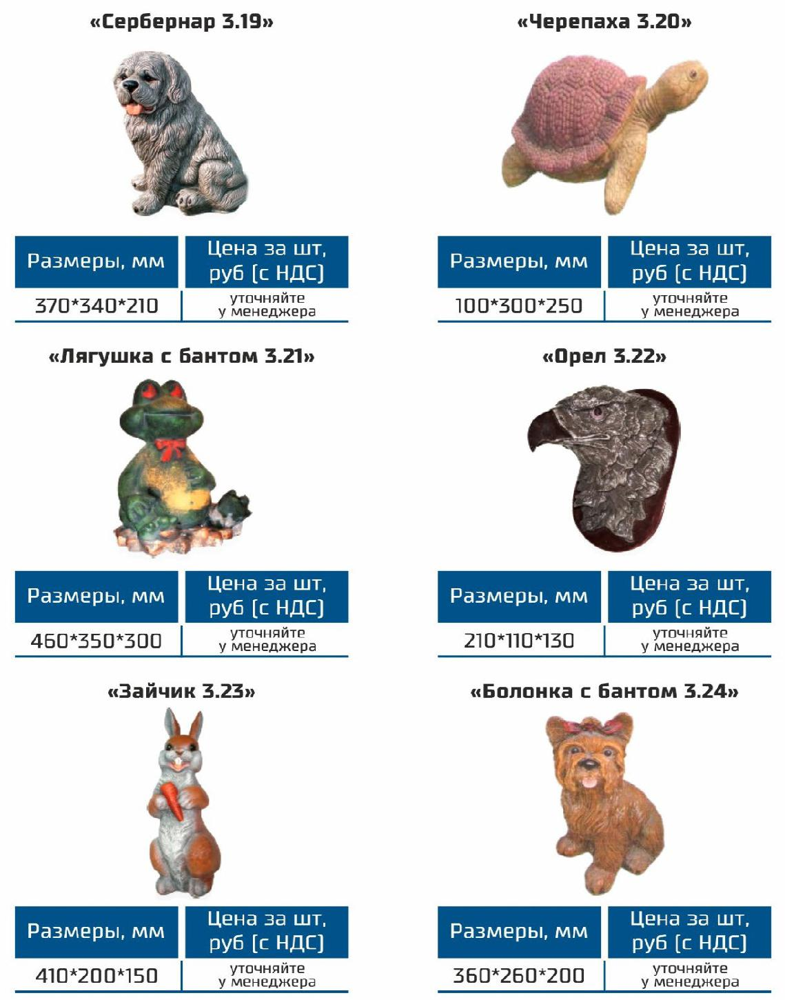 «Сербернар 3.19»
Размеры, мм
Цена за шт,
руб (с НДС)
370*340*210
уточняйте
у менеджера
«Черепаха 3.20»
Размеры, мм
Цена за шт,
руб (с НДС)
100*300*250
уточняйте
у менеджера
«Лягушка с бантом 3.21»
Размеры, мм
Цена за шт,
руб (с НДС)
460*350*300
уточняйте
у менеджера
«Орел 3.22»
Размеры, мм
Цена за шт,
руб (с НДС)
210*110*130
уточняйте
у менеджера
«Зайчик 3.23»
Размеры, мм
Цена за шт,
руб (с НДС)
410*200*150
уточняйте
у менеджера
«Болонка с бантом 3.24»
Размеры, мм
Цена за шт,
руб (с НДС)
360*260*200
уточняйте
у менеджера